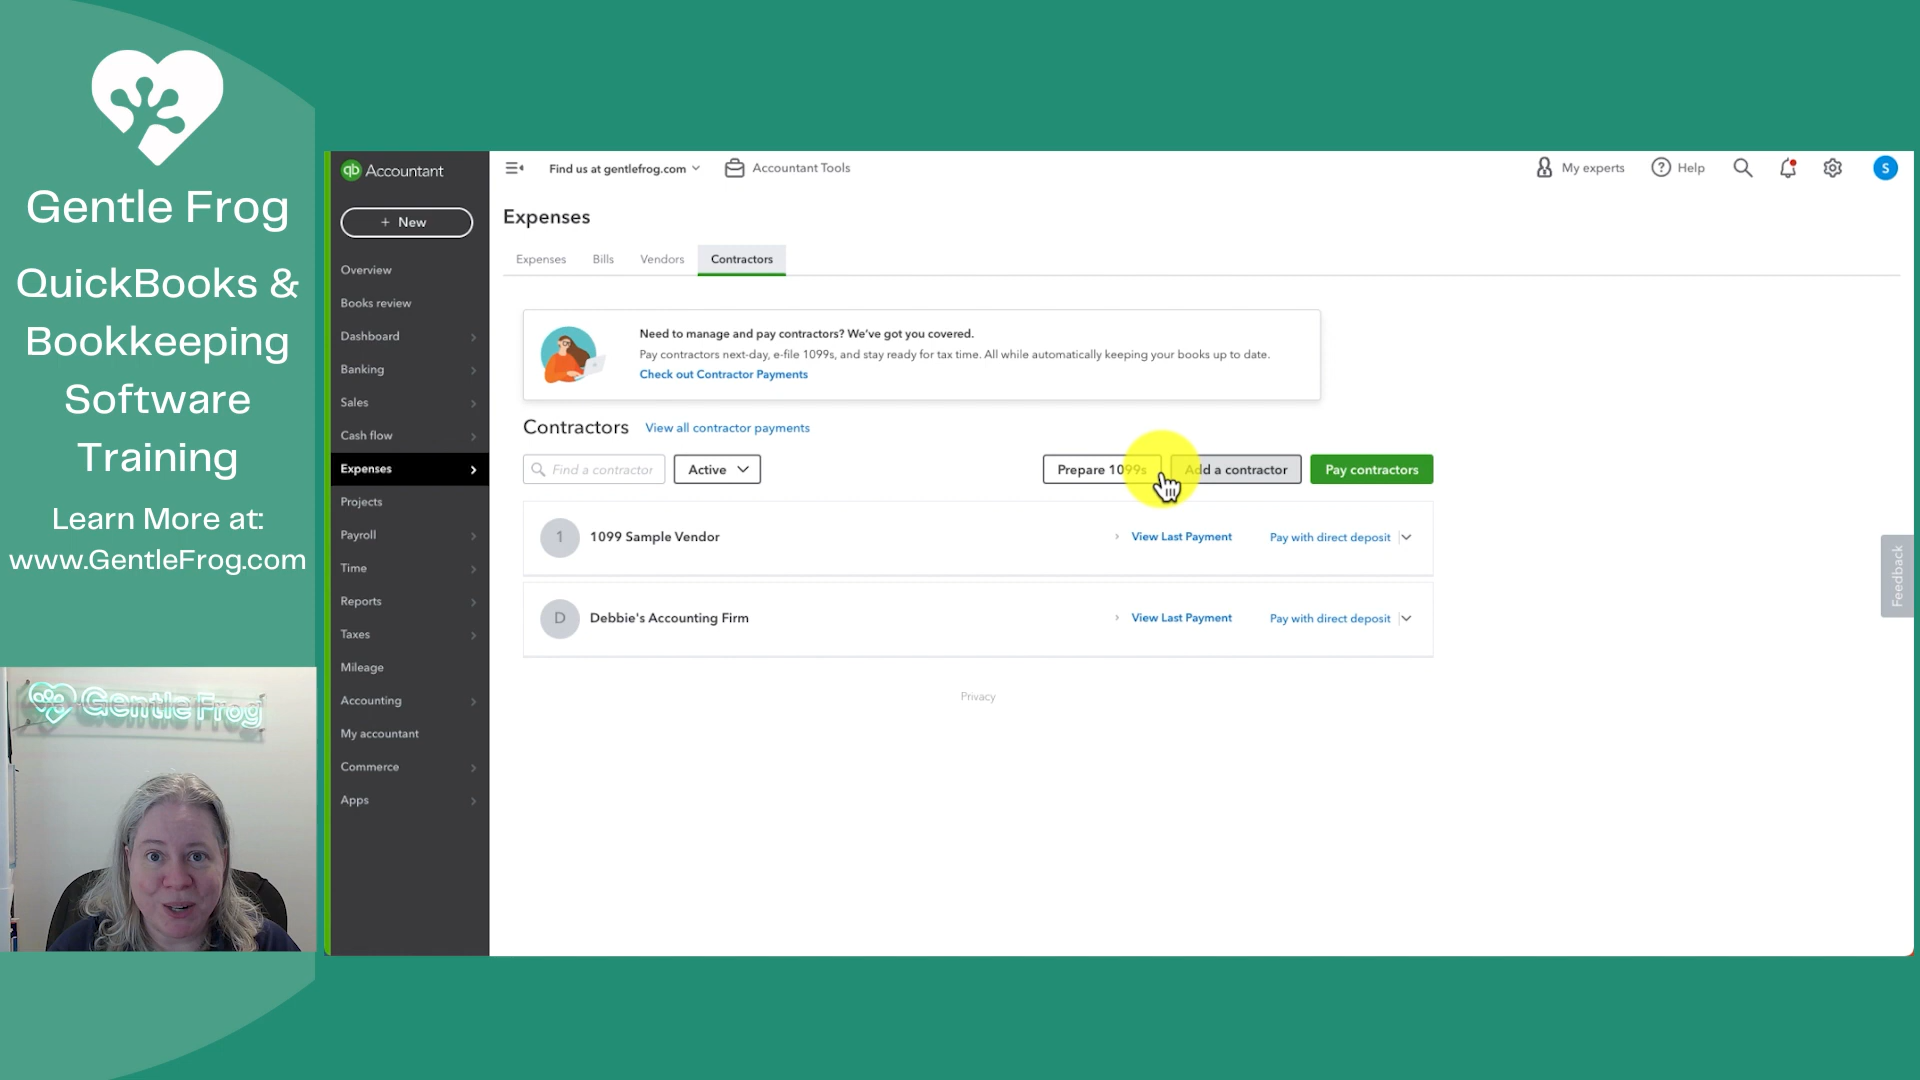 Gentle Frog
QuickBooks &
Bookkeeping
Software
Training
Learn More at:
www.GentleFrog.com
Gentle Frog
qb Accountant
+ New
Overview
Books review
Dashboard
Banking
Sales
Cash flow
Expenses
Projects
Payroll
Time
Reports
Taxes
Mileage
Accounting
My accountant
Commerce
Apps
Find us at gentlefrog.com
Accountant Tools
My experts
Help
S
Expenses
Expenses Bills Vendors Contractors
Need to manage and pay contractors? We've got you covered.
Pay contractors next-day, e-file 1099s, and stay ready for tax time. All while automatically keeping your books up to date.
Check out Contractor Payments
Contractors View all contractor payments
Find a contractor Active Prepare 1099s Add a contractor Pay contractors
1 1099 Sample Vendor View Last Payment Pay with direct deposit
D Debbie's Accounting Firm View Last Payment Pay with direct deposit
Privacy
Feedback